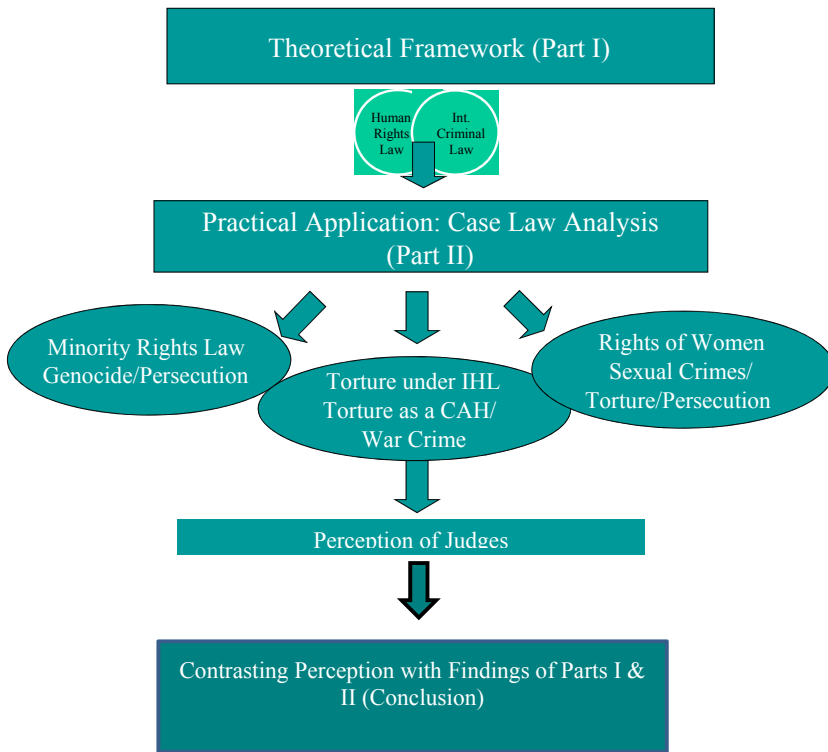 Theoretical Framework (Part I)
Human
Rights
Law
Int.
Criminal
Law
Practical Application: Case Law Analysis
(Part II)
Minority Rights Law
Genocide/Persecution
Torture under IHL
Torture as a CAH/
War Crime
Rights of Women
Sexual Crimes/
Torture/Persecution
Perception of Judges
Contrasting Perception with Findings of Parts I &
II (Conclusion)